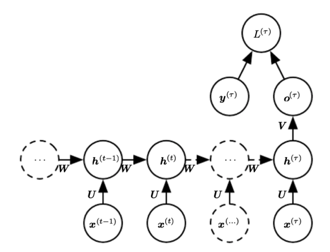 L^(τ)
y^(τ) o^(τ)
V
... W h^(t−1) W h^(t) W ... W h^(τ)
U U U U
x^(t−1) x^(t) x^(...) x^(τ)